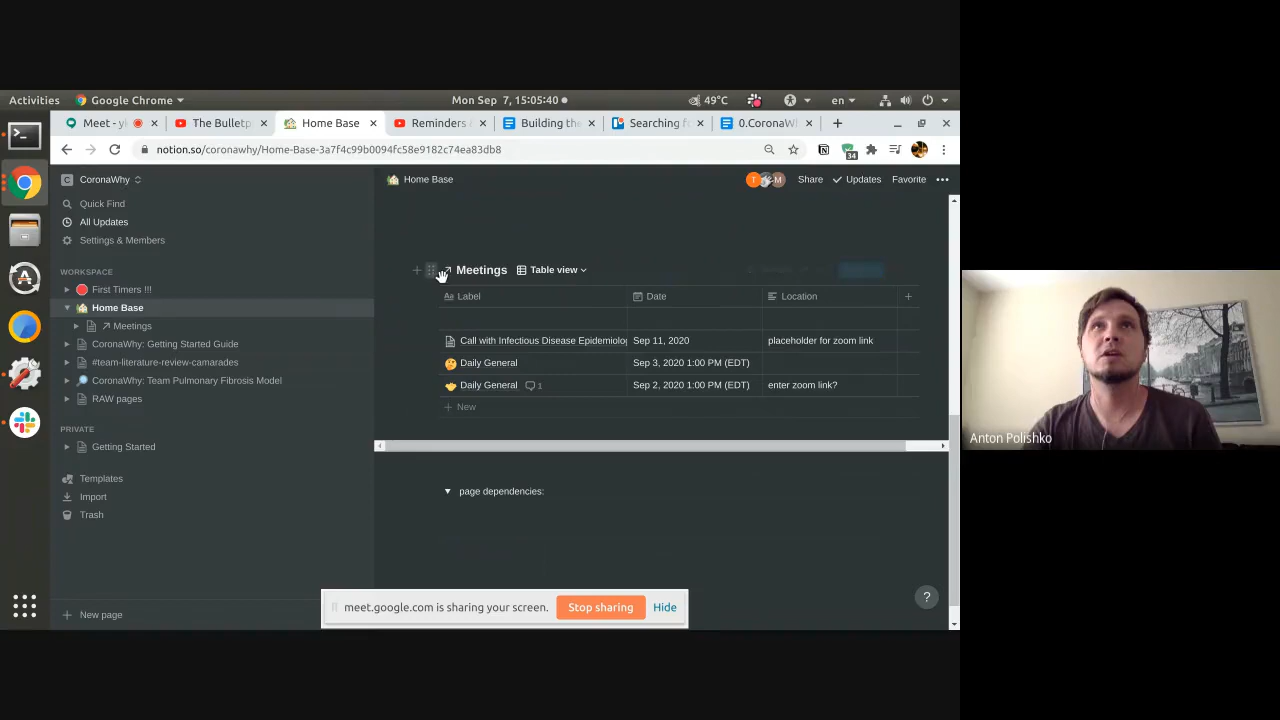 Activities
Google Chrome
Mon Sep 7, 15:05:40
49°C
en
Meet - yk
The Bulletp
Home Base
Reminders
Building the
Searching fo
0.CoronaWh
notion.so/coronawhy/Home-Base-3a7f4c99b0094fc58e9182c74ea83db8
34
C CoronaWhy
Home Base
T
M
Share
Updates
Favorite
Quick Find
All Updates
Settings & Members
WORKSPACE
First Timers !!!
Home Base
Meetings
CoronaWhy: Getting Started Guide
#team-literature-review-camarades
CoronaWhy: Team Pulmonary Fibrosis Model
RAW pages
PRIVATE
Getting Started
Templates
Import
Trash
New page
Meetings
Table view
Aa Label
Date
Location
Call with Infectious Disease Epidemiolog
Sep 11, 2020
placeholder for zoom link
Daily General
Sep 3, 2020 1:00 PM (EDT)
Daily General
1
Sep 2, 2020 1:00 PM (EDT)
enter zoom link?
New
page dependencies:
?
meet.google.com is sharing your screen.
Stop sharing
Hide
Anton Polishko